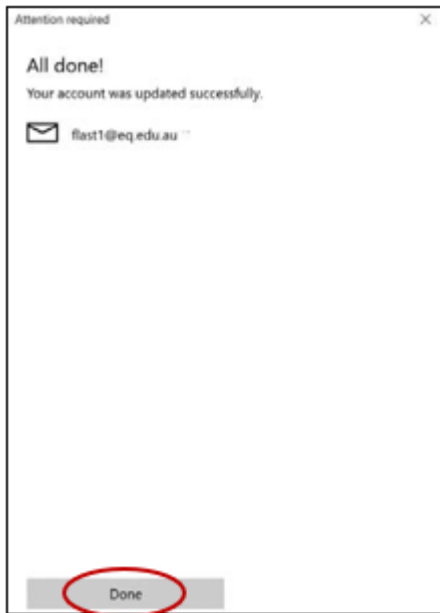 Attention required
All done!
Your account was updated successfully.
flast1@eq.edu.au
Done